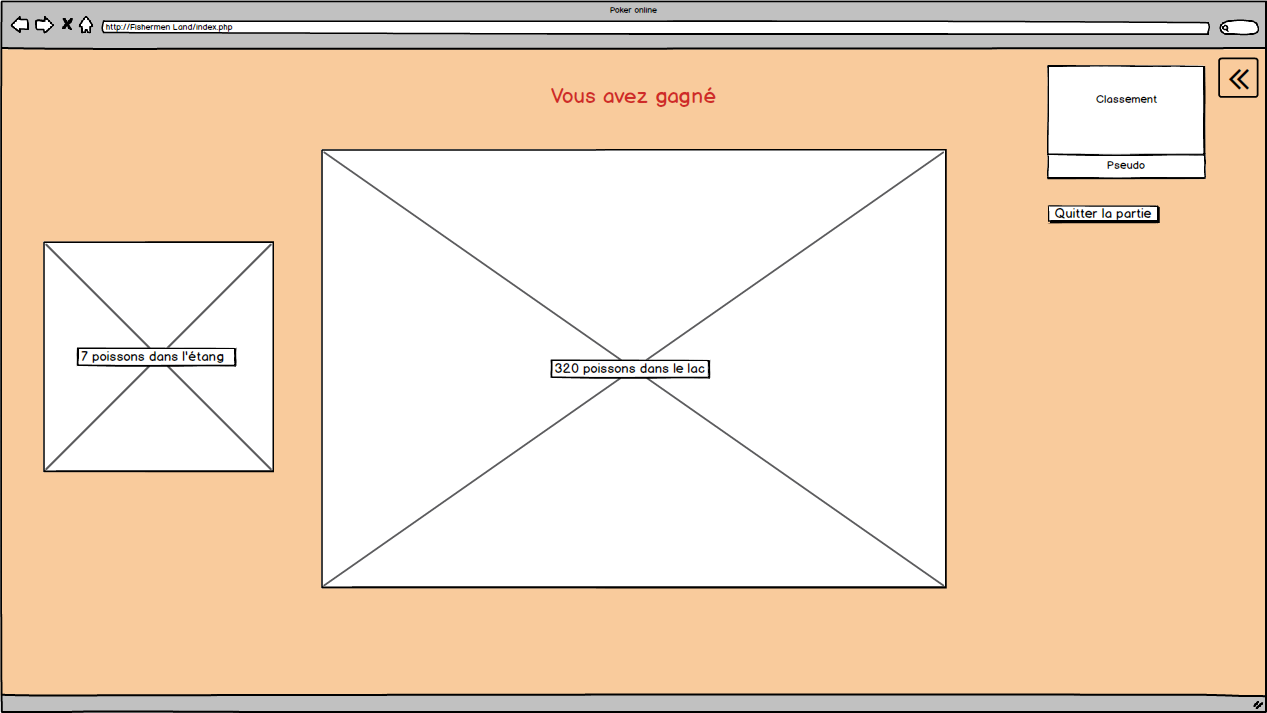 Poker online
http://Fishermen Land/index.php
Vous avez gagné
Classement
Pseudo
Quitter la partie
7 poissons dans l'étang
320 poissons dans le lac